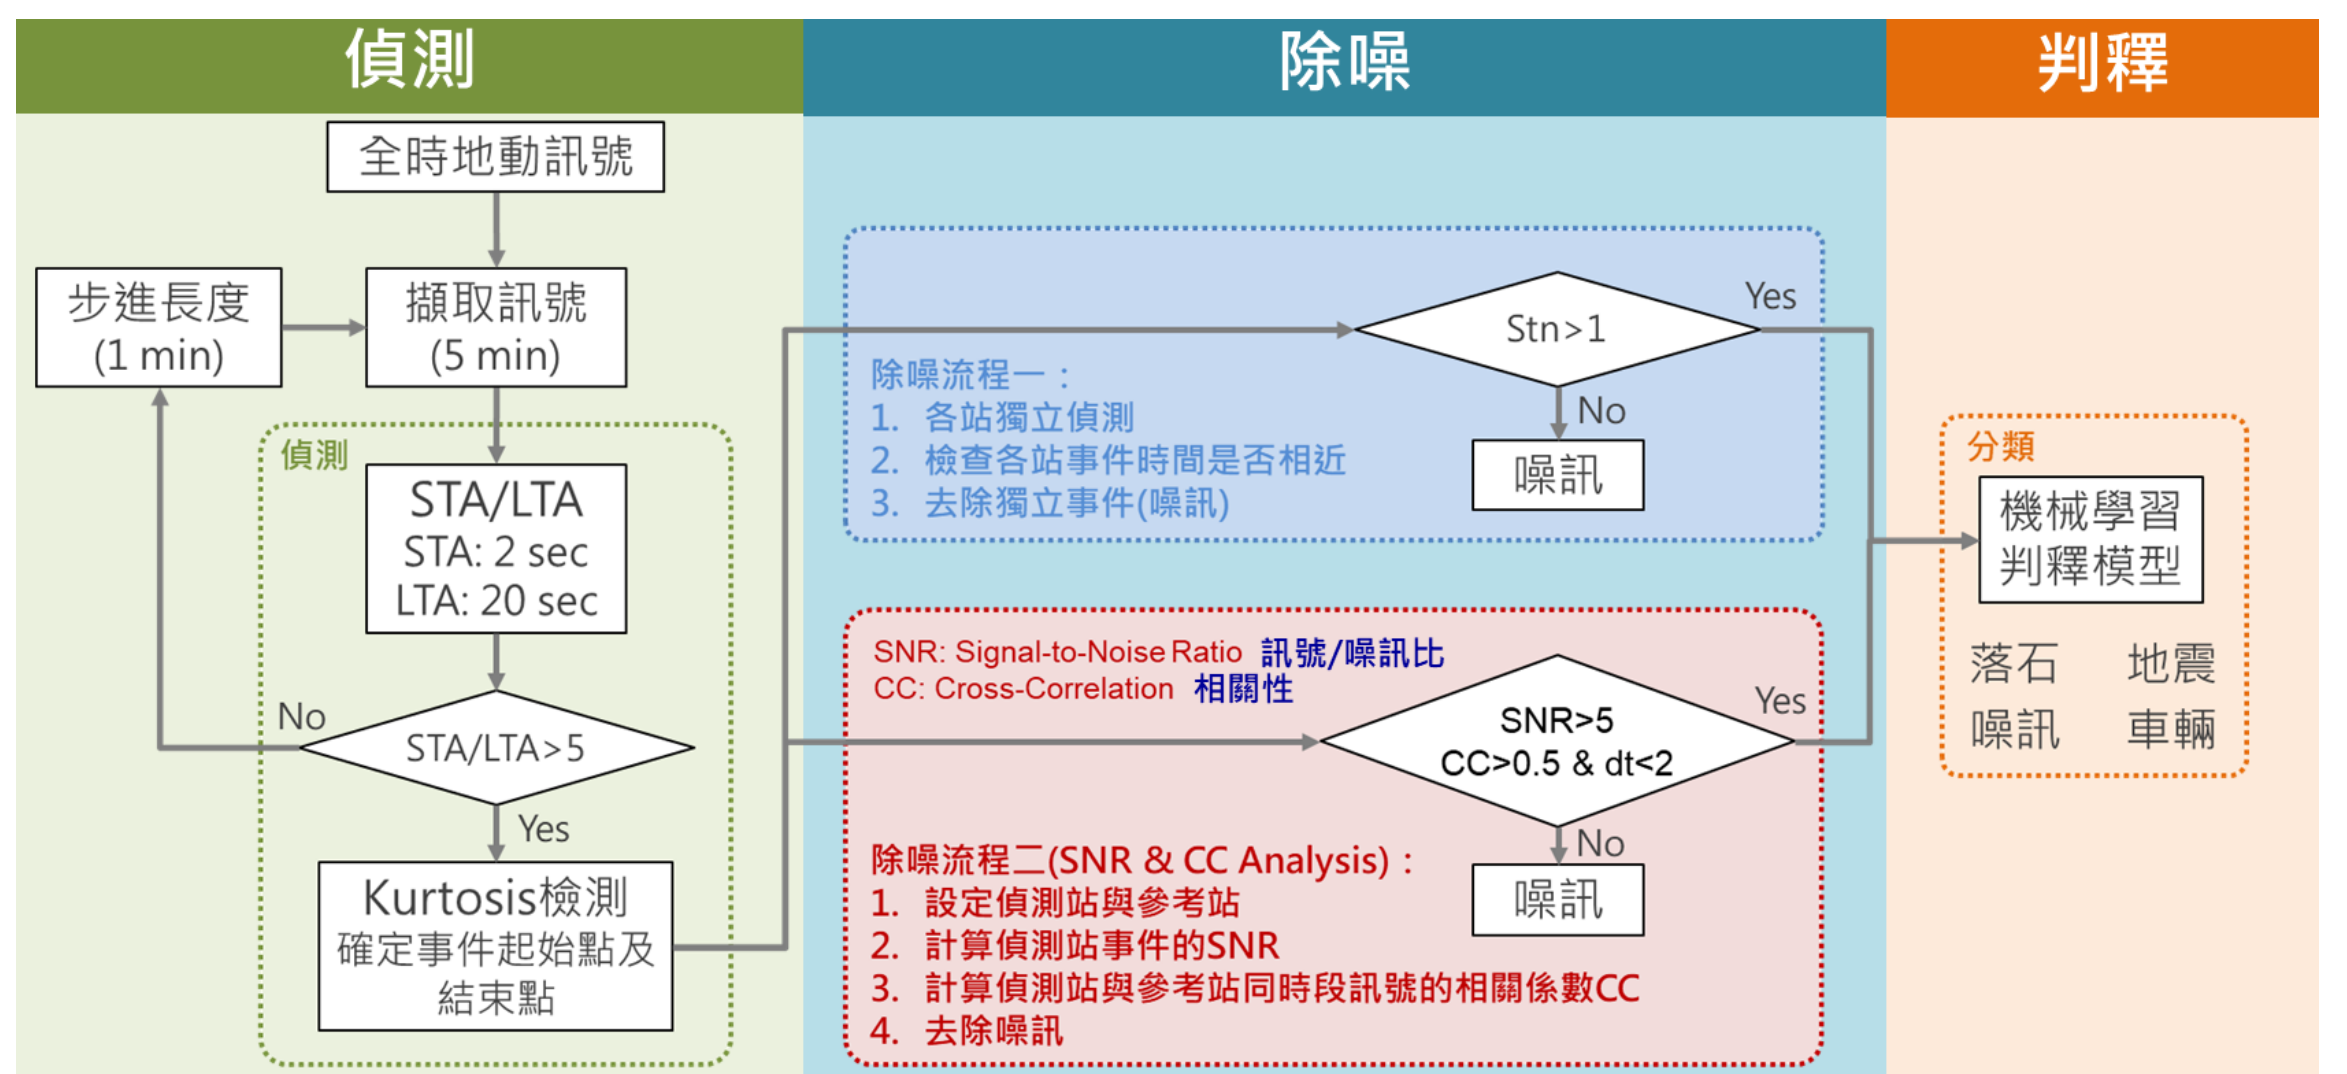 偵測
全時地動訊號
步進長度
(1 min)
擷取訊號
(5 min)
偵測
STA/LTA
STA: 2 sec
LTA: 20 sec
No
STA/LTA>5
Yes
Kurtosis檢測
確定事件起始點及
結束點
除噪
Stn>1
Yes
No
噪訊
除噪流程一：
1. 各站獨立偵測
2. 檢查各站事件時間是否相近
3. 去除獨立事件(噪訊)
SNR: Signal-to-Noise Ratio 訊號/噪訊比
CC: Cross-Correlation 相關性
SNR>5
CC>0.5 & dt<2
Yes
No
噪訊
除噪流程二(SNR & CC Analysis)：
1. 設定偵測站與參考站
2. 計算偵測站事件的SNR
3. 計算偵測站與參考站同時段訊號的相關係數CC
4. 去除噪訊
判釋
分類
機械學習
判釋模型
落石 地震
噪訊 車輛